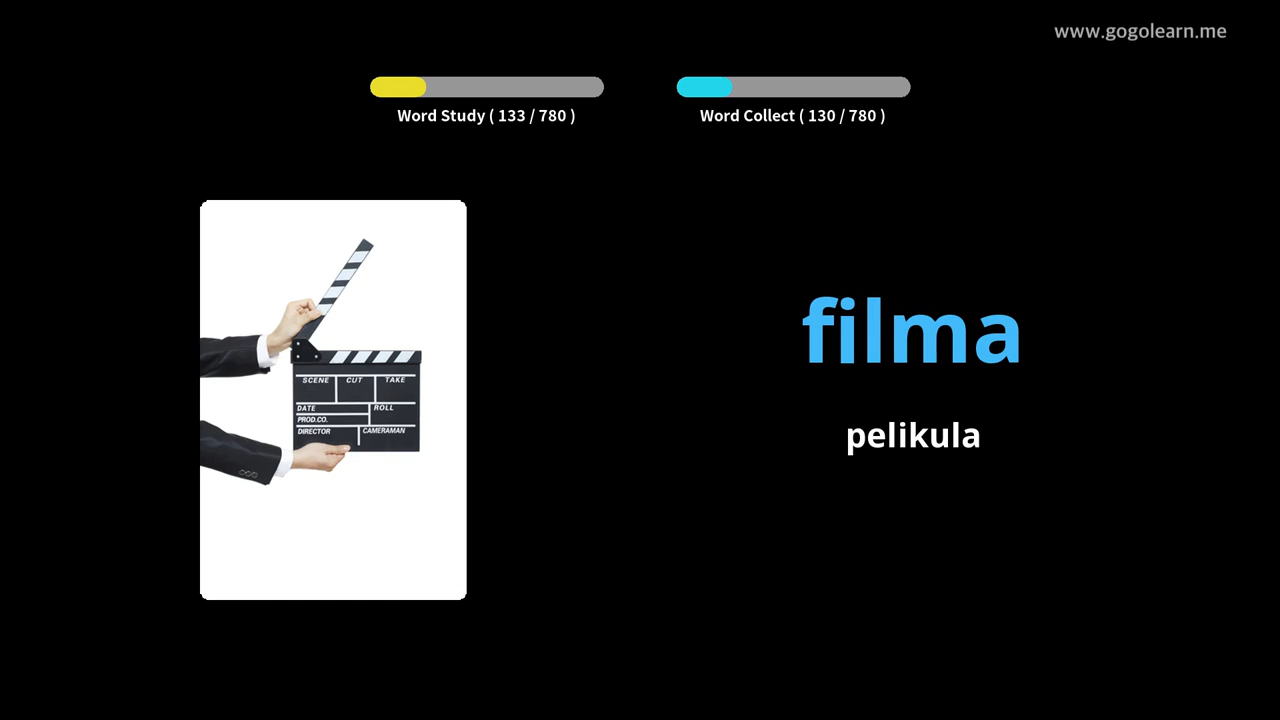 www.gogolearn.me
Word Study ( 133 / 780 )
Word Collect ( 130 / 780 )
SCENE CUT TAKE
DATE ROLL
PROD.CO.
DIRECTOR CAMERAMAN
filma
pelikula